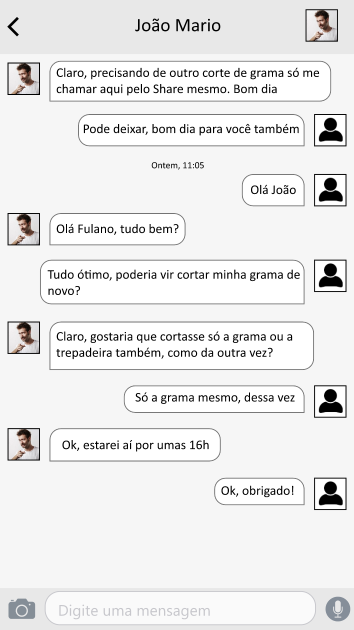 João Mario
Claro, precisando de outro corte de grama só me
chamar aqui pelo Share mesmo. Bom dia
Pode deixar, bom dia para você também
Ontem, 11:05
Olá João
Olá Fulano, tudo bem?
Tudo ótimo, poderia vir cortar minha grama de
novo?
Claro, gostaria que cortasse só a grama ou a
trepadeira também, como da outra vez?
Só a grama mesmo, dessa vez
Ok, estarei aí por umas 16h
Ok, obrigado!
Digite uma mensagem